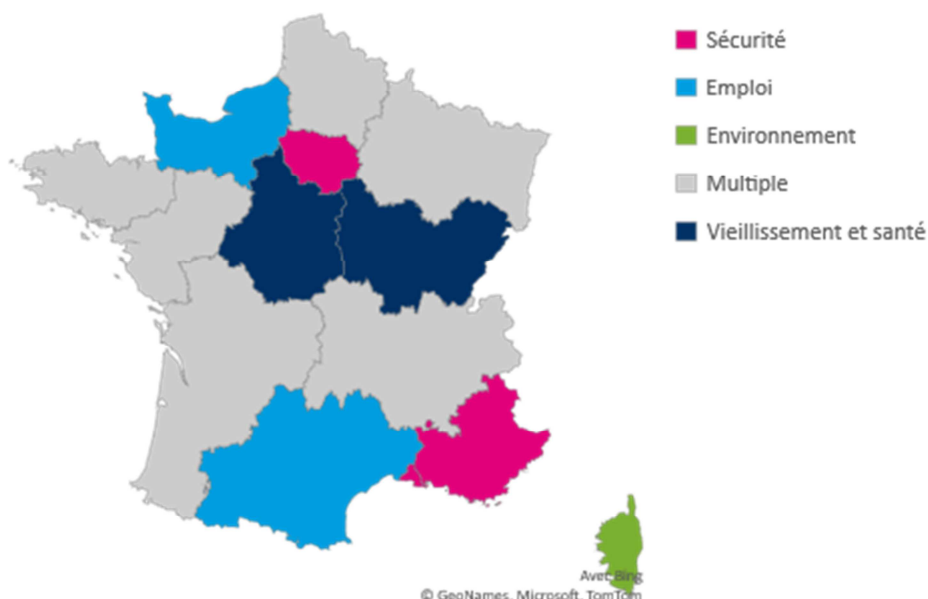 Sécurité
Emploi
Environnement
Multiple
Vieillissement et santé
Avec Bing
© GeoNames, Microsoft, TomTom